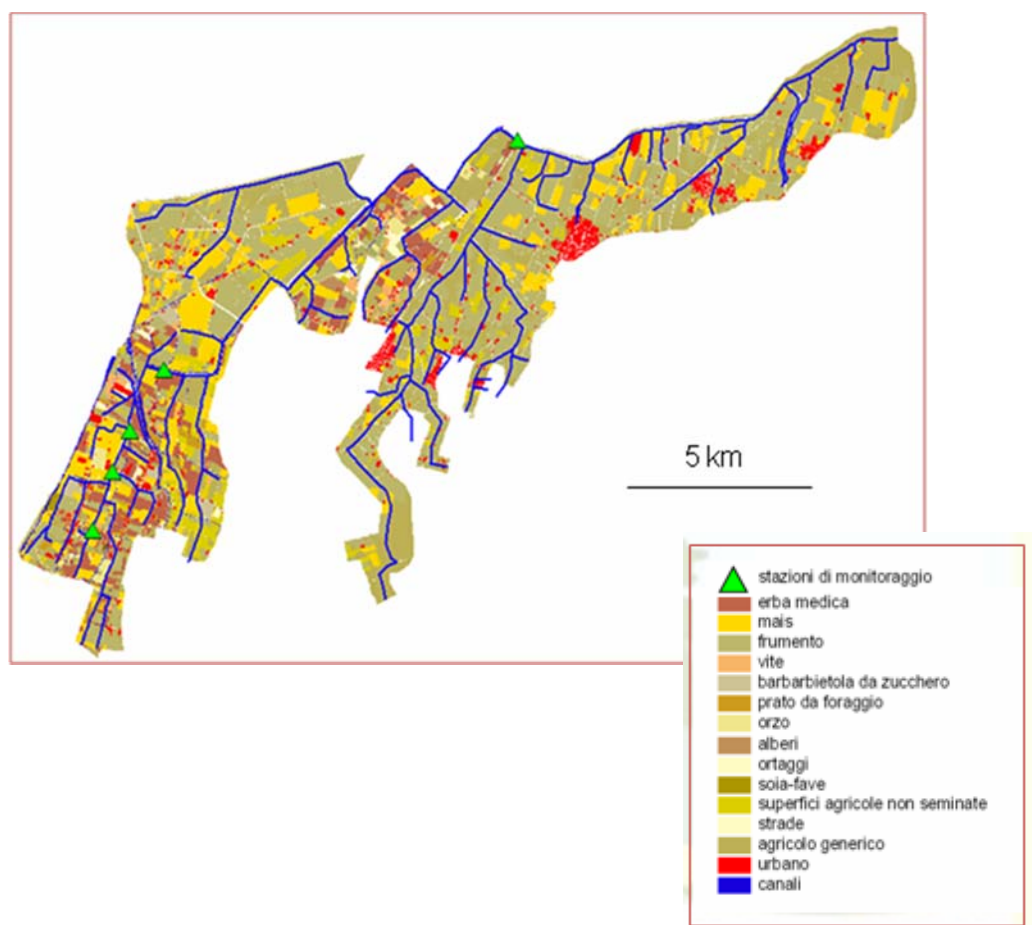 5 km
stazioni di monitoraggio
erba medica
mais
frumento
vite
barbarbietola da zucchero
prato da foraggio
orzo
alberi
ortaggi
soia-fave
superfici agricole non seminate
strade
agricolo generico
urbano
canali